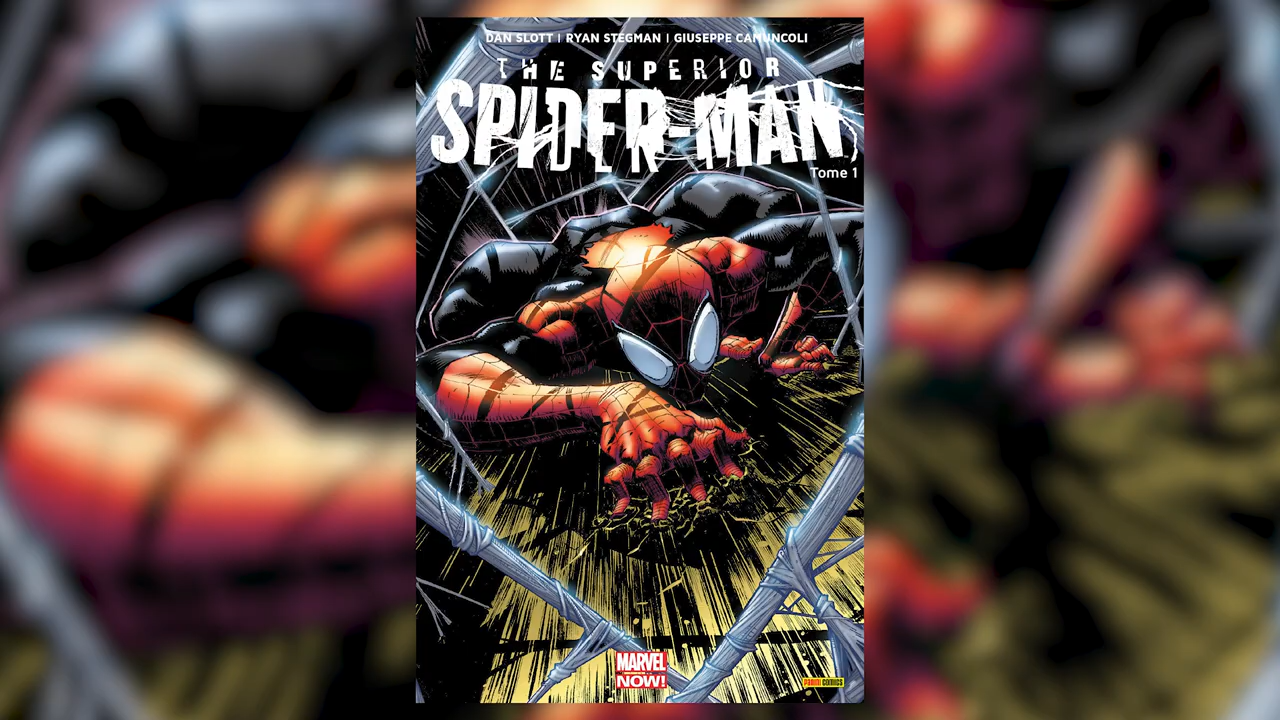 DAN SLOTT | RYAN STEGMAN | GIUSEPPE CAMUNCOLI
THE SUPERIOR
SPIDER-MAN
Tome 1
MARVEL
NOW!
PANINI COMICS